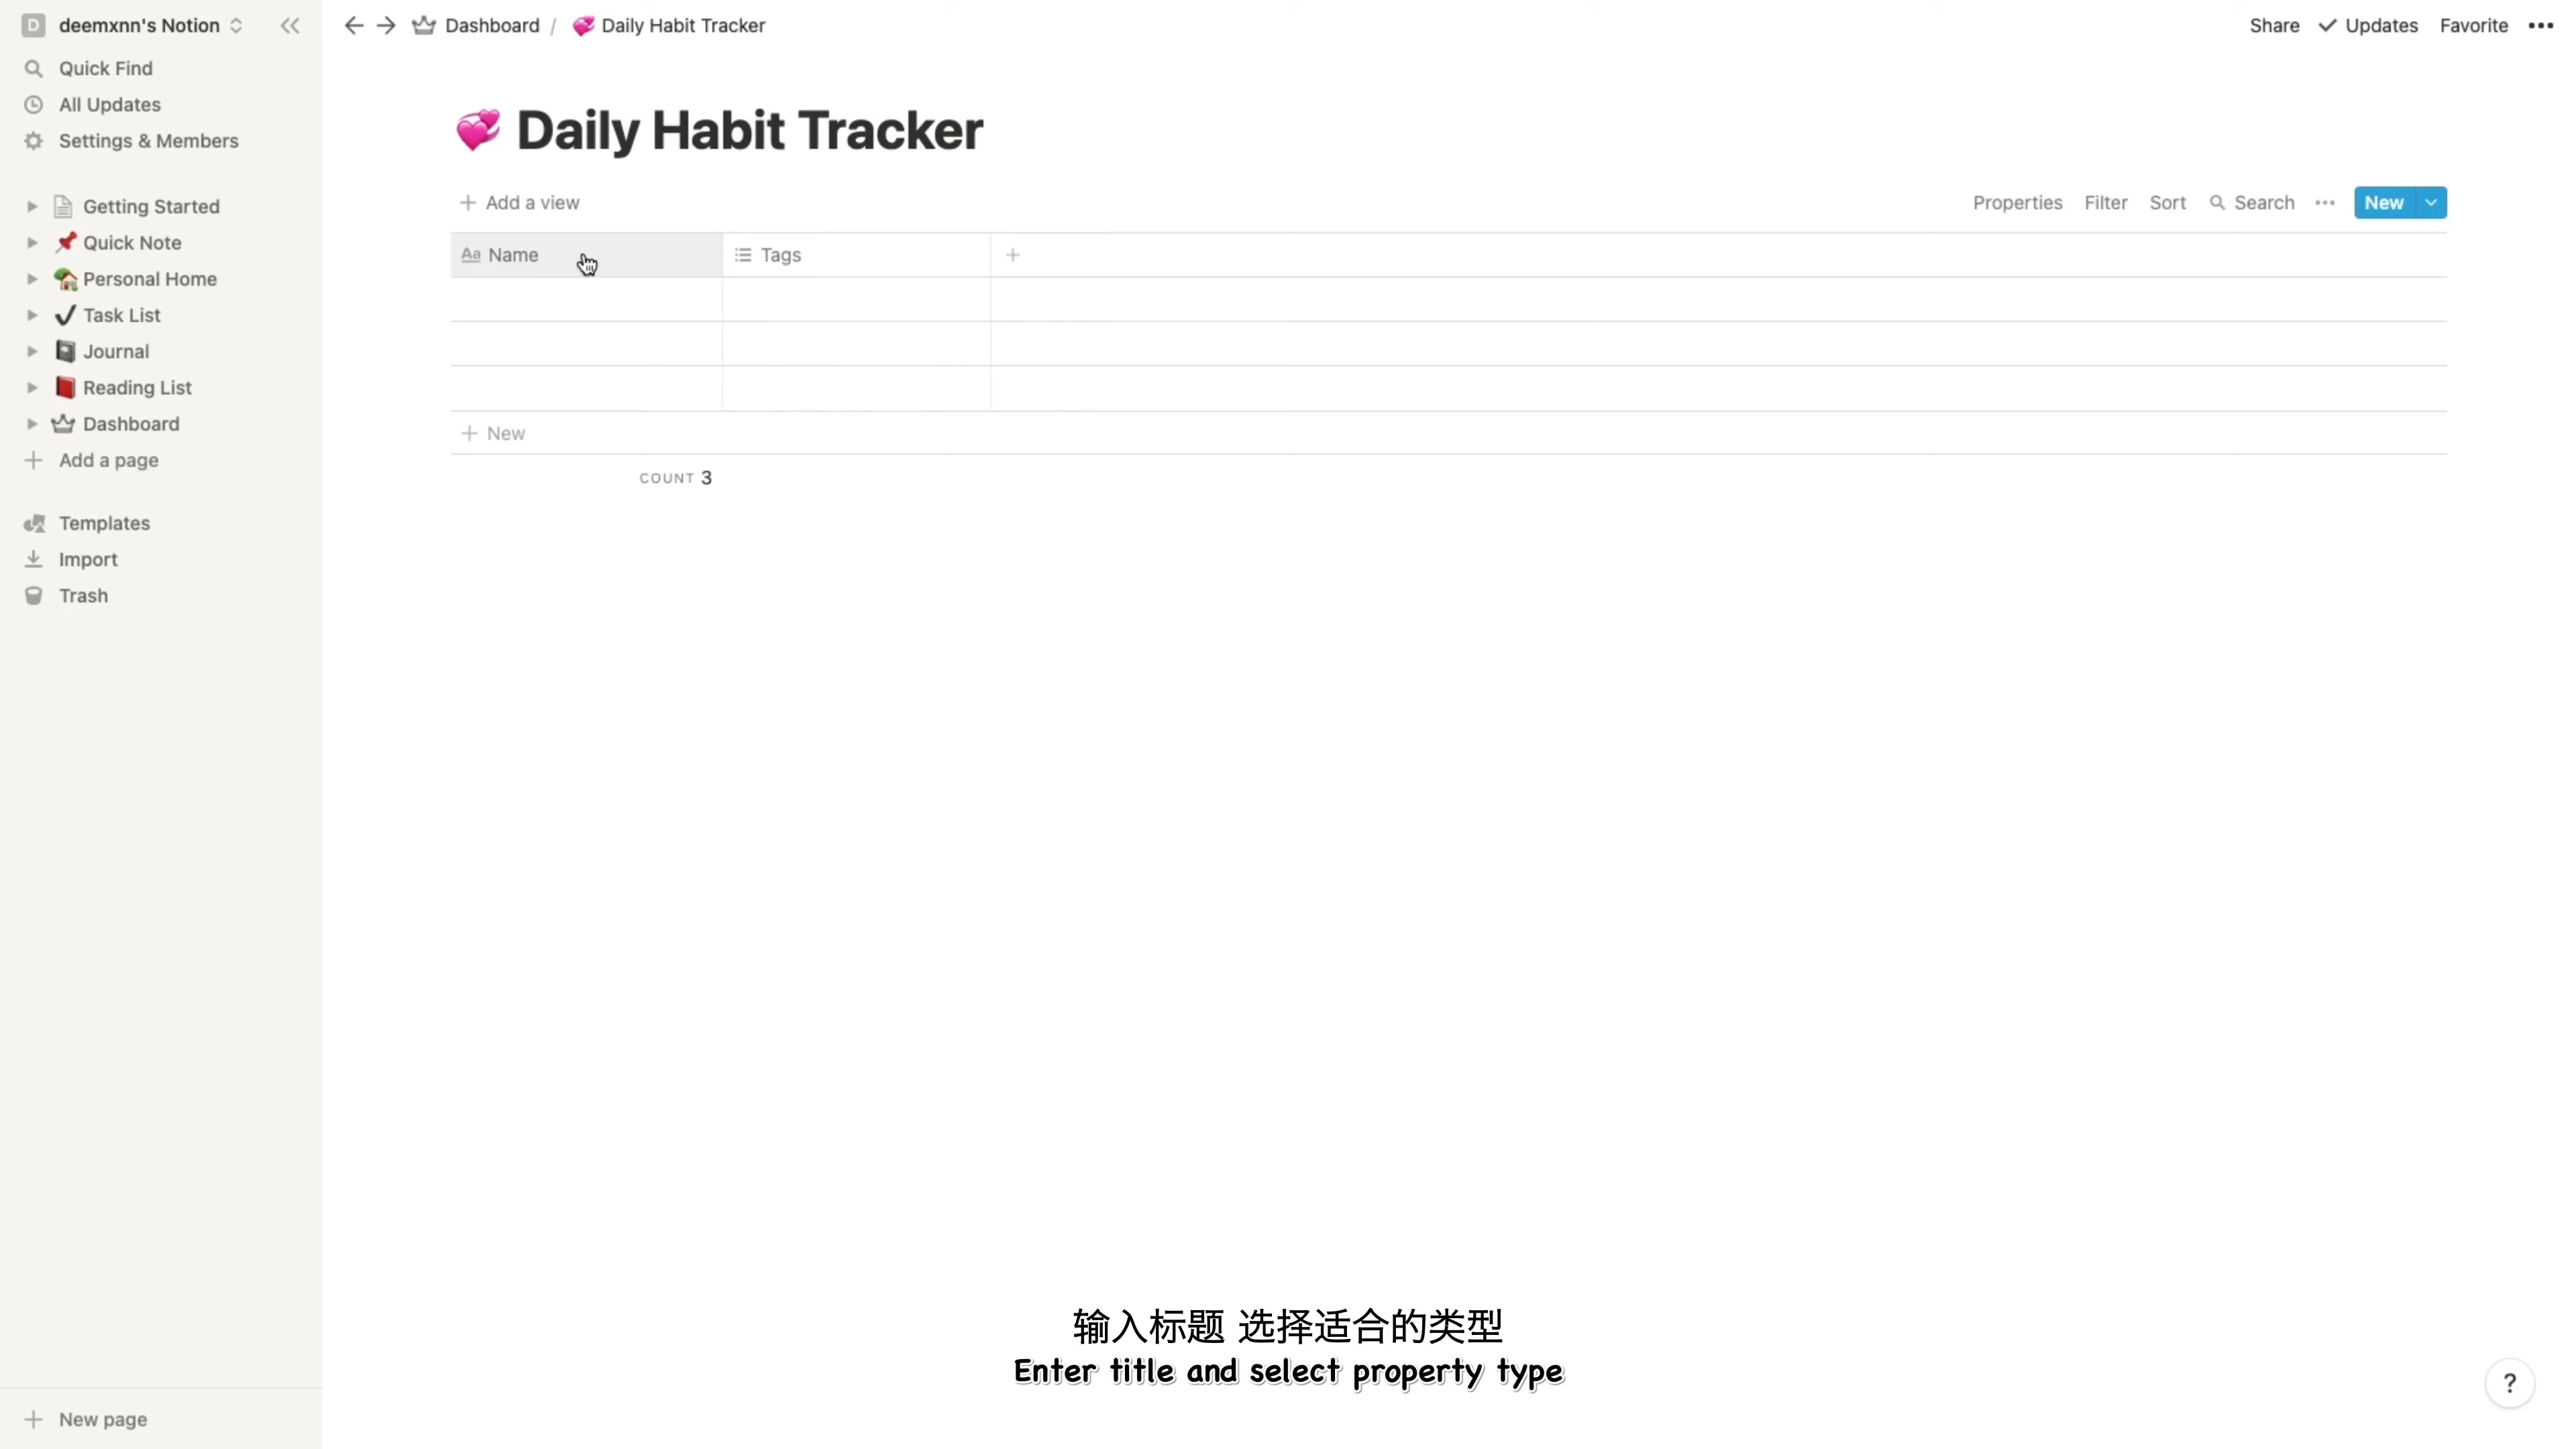 D deemxnn's Notion
Quick Find
All Updates
Settings & Members
Getting Started
Quick Note
Personal Home
Task List
Journal
Reading List
Dashboard
Add a page
Templates
Import
Trash
New page
Dashboard / Daily Habit Tracker
Share Updates Favorite
Daily Habit Tracker
Add a view
Properties Filter Sort Search New
Aa Name Tags
New
COUNT 3
输入标题 选择适合的类型
Enter title and select property type
?